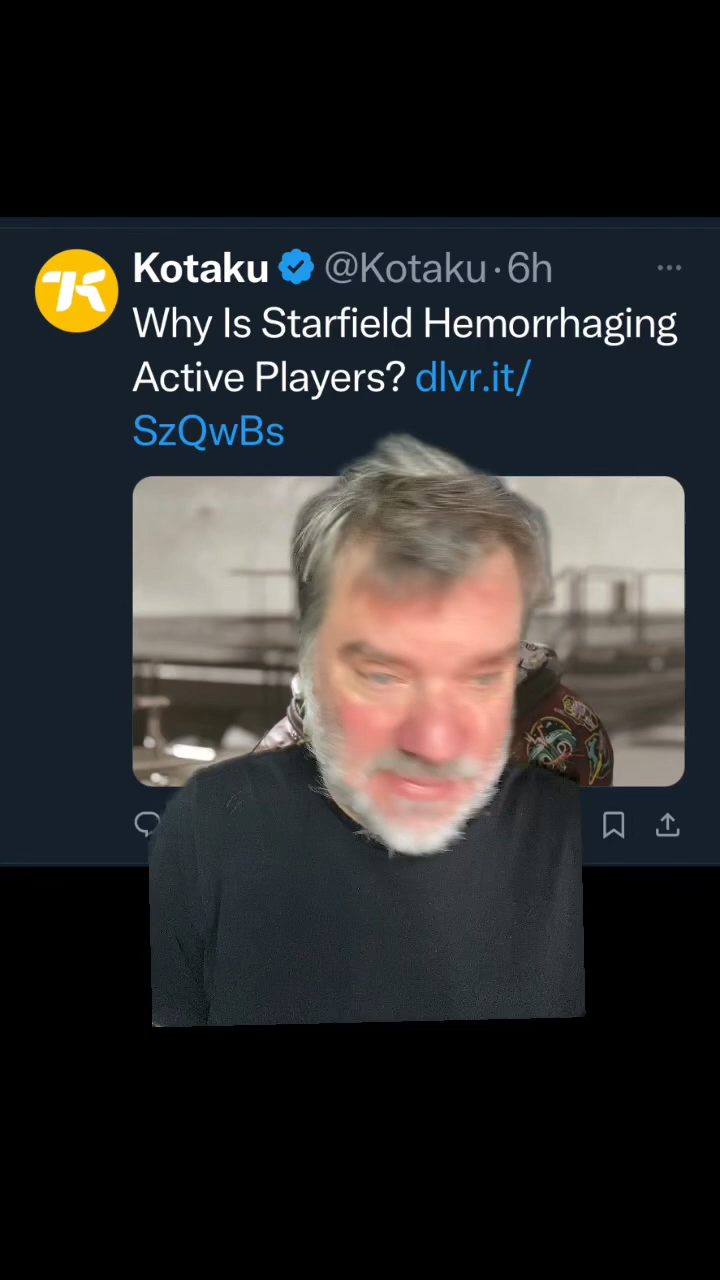 Kotaku @Kotaku · 6h
Why Is Starfield Hemorrhaging
Active Players? dlvr.it/
SzQwBs